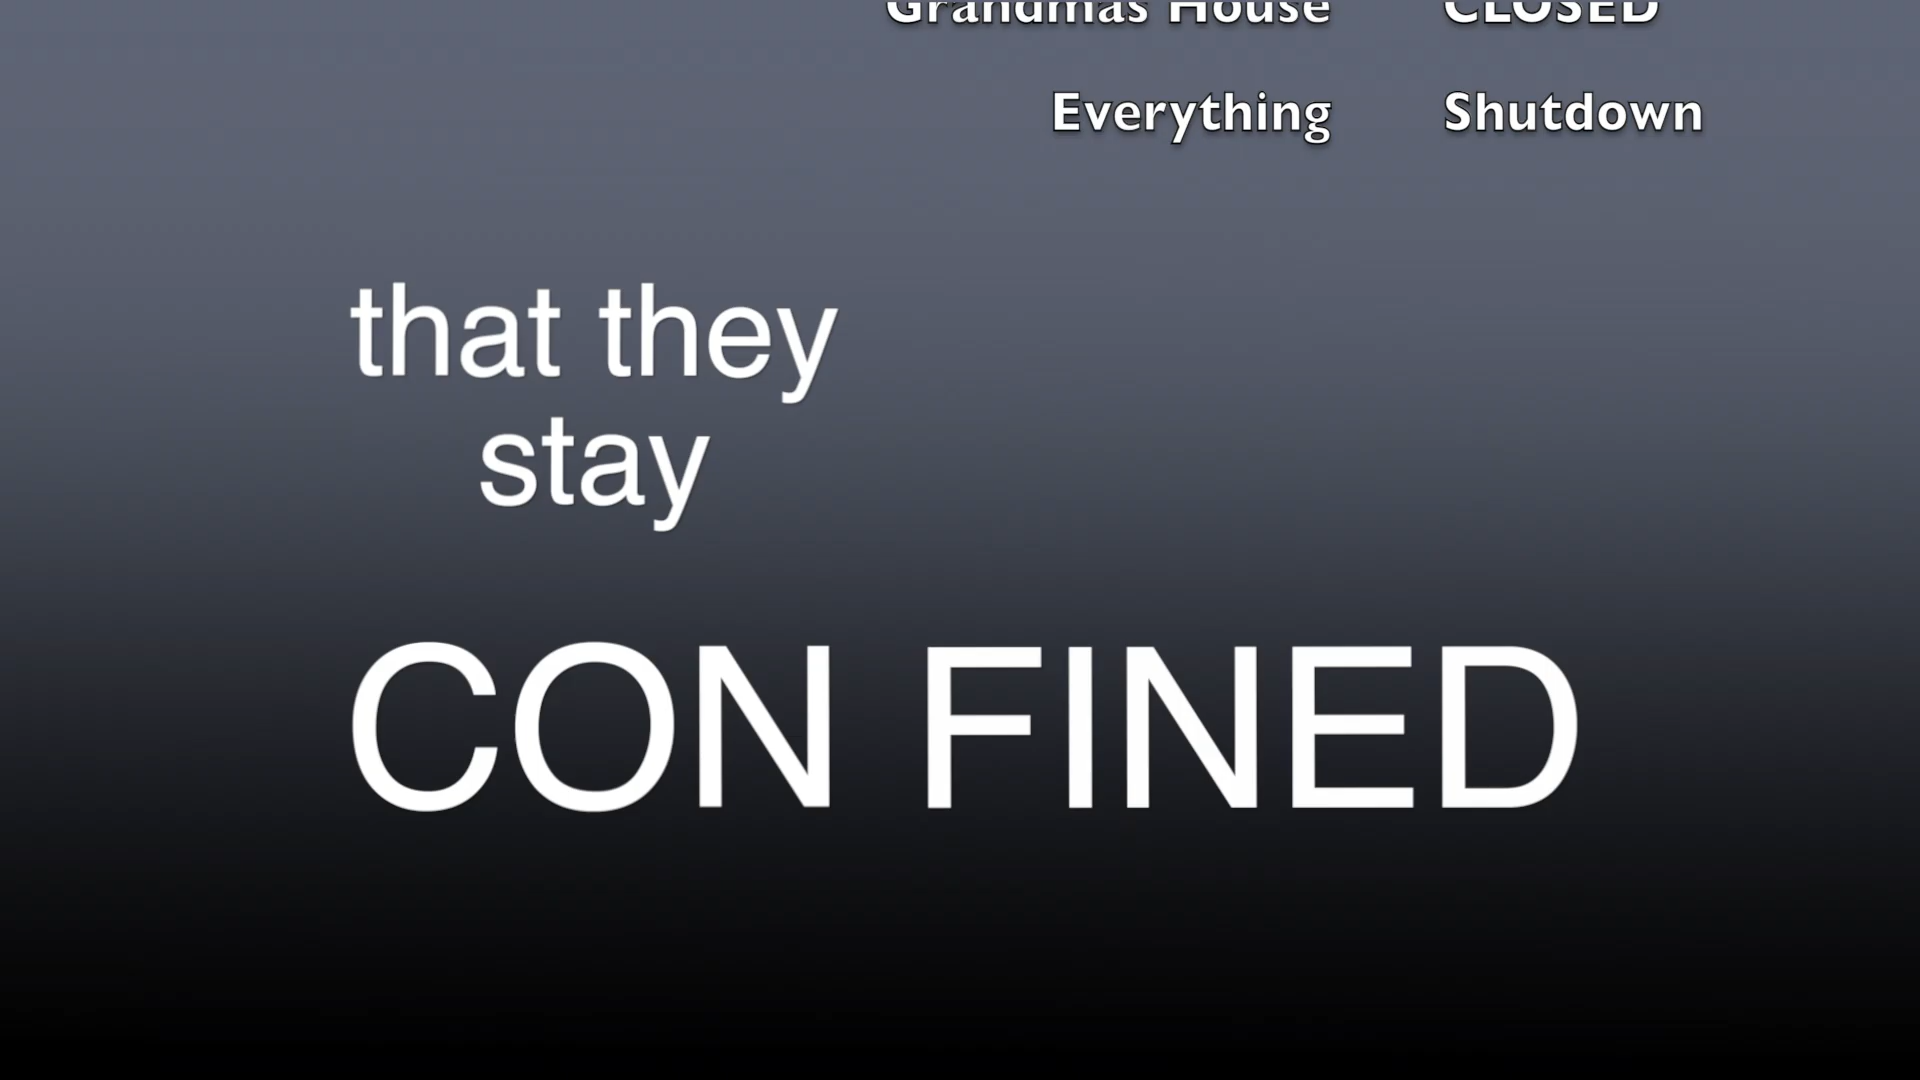 Grandmas House CLOSED
Everything Shutdown
that they
stay
CON FINED